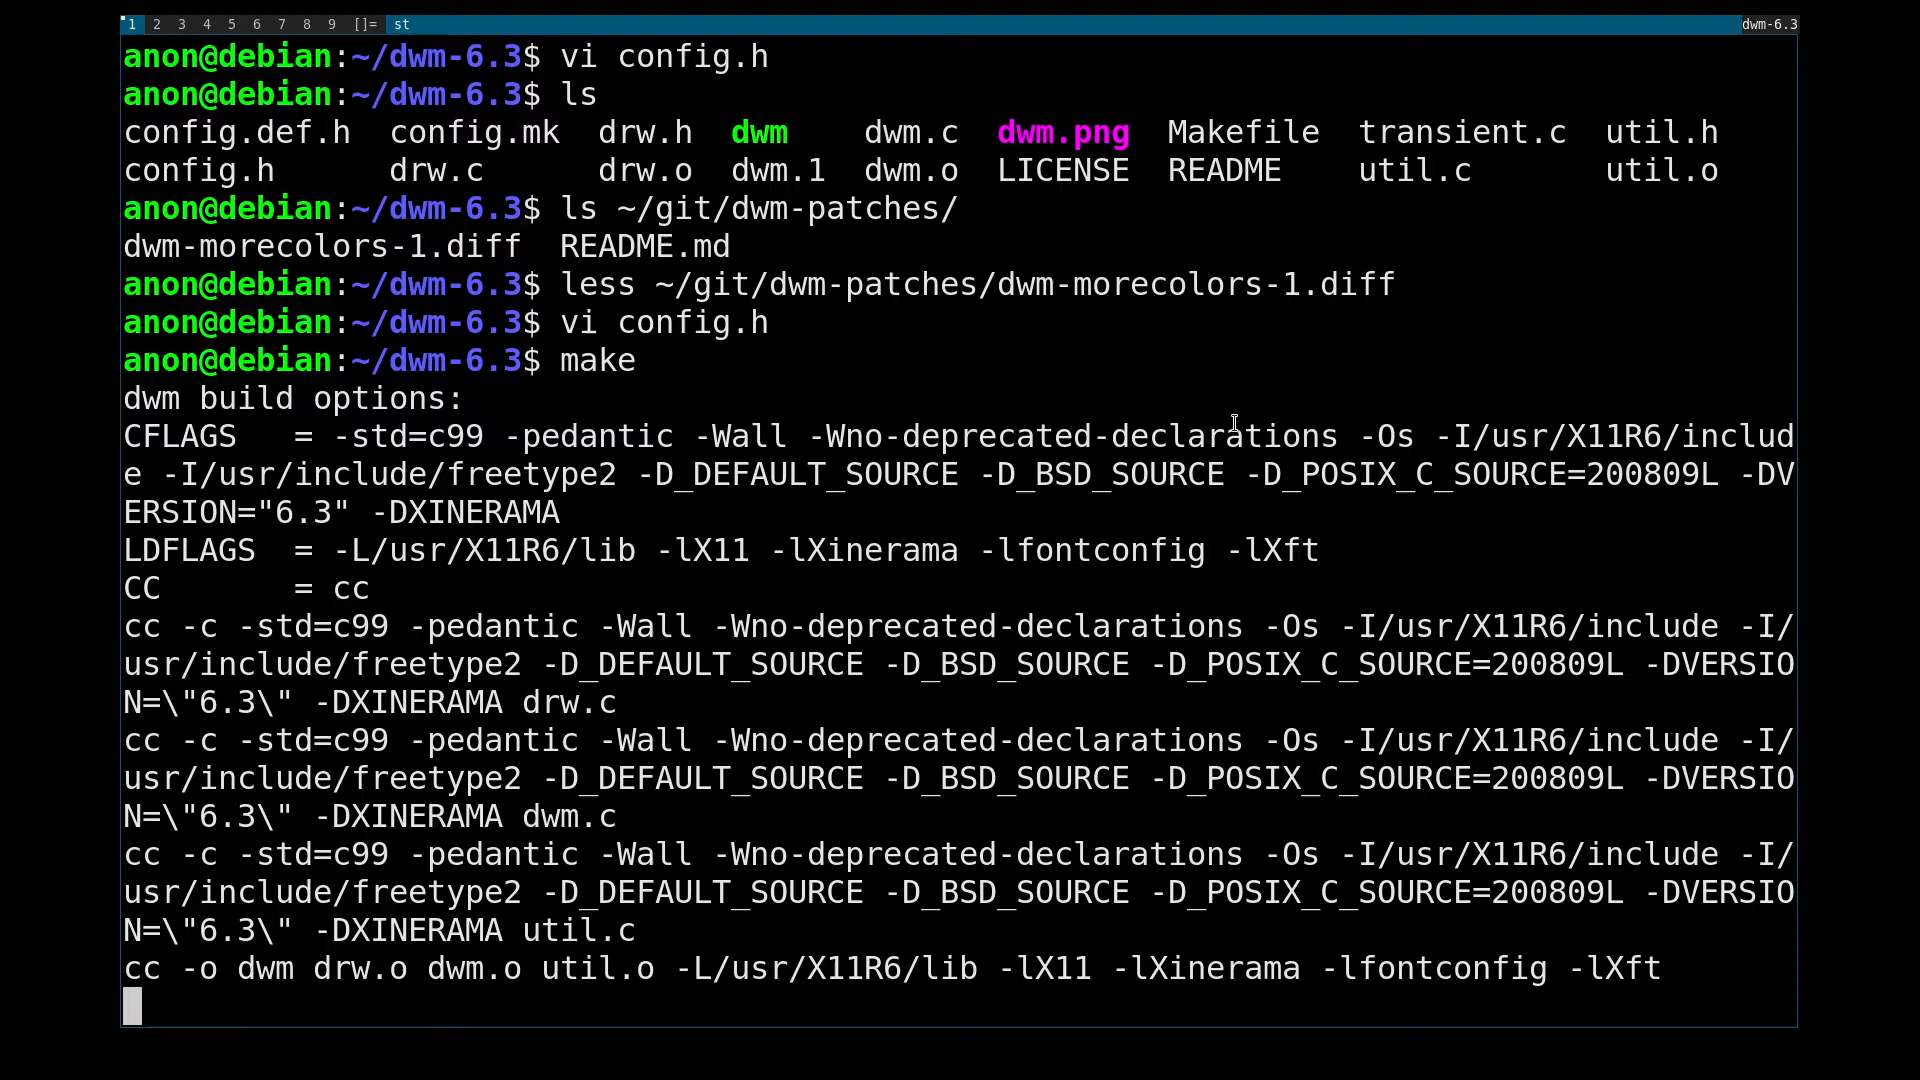 1 2 3 4 5 6 7 8 9 []= st dwm-6.3
anon@debian:~/dwm-6.3$ vi config.h
anon@debian:~/dwm-6.3$ ls
config.def.h  config.mk  drw.h  dwm    dwm.c  dwm.png  Makefile  transient.c  util.h
config.h      drw.c      drw.o  dwm.1  dwm.o  LICENSE  README    util.c       util.o
anon@debian:~/dwm-6.3$ ls ~/git/dwm-patches/
dwm-morecolors-1.diff  README.md
anon@debian:~/dwm-6.3$ less ~/git/dwm-patches/dwm-morecolors-1.diff
anon@debian:~/dwm-6.3$ vi config.h
anon@debian:~/dwm-6.3$ make
dwm build options:
CFLAGS   = -std=c99 -pedantic -Wall -Wno-deprecated-declarations -Os -I/usr/X11R6/includ
e -I/usr/include/freetype2 -D_DEFAULT_SOURCE -D_BSD_SOURCE -D_POSIX_C_SOURCE=200809L -DV
ERSION="6.3" -DXINERAMA
LDFLAGS  = -L/usr/X11R6/lib -lX11 -lXinerama -lfontconfig -lXft
CC       = cc
cc -c -std=c99 -pedantic -Wall -Wno-deprecated-declarations -Os -I/usr/X11R6/include -I/
usr/include/freetype2 -D_DEFAULT_SOURCE -D_BSD_SOURCE -D_POSIX_C_SOURCE=200809L -DVERSIO
N=\"6.3\" -DXINERAMA drw.c
cc -c -std=c99 -pedantic -Wall -Wno-deprecated-declarations -Os -I/usr/X11R6/include -I/
usr/include/freetype2 -D_DEFAULT_SOURCE -D_BSD_SOURCE -D_POSIX_C_SOURCE=200809L -DVERSIO
N=\"6.3\" -DXINERAMA dwm.c
cc -c -std=c99 -pedantic -Wall -Wno-deprecated-declarations -Os -I/usr/X11R6/include -I/
usr/include/freetype2 -D_DEFAULT_SOURCE -D_BSD_SOURCE -D_POSIX_C_SOURCE=200809L -DVERSIO
N=\"6.3\" -DXINERAMA util.c
cc -o dwm drw.o dwm.o util.o -L/usr/X11R6/lib -lX11 -lXinerama -lfontconfig -lXft